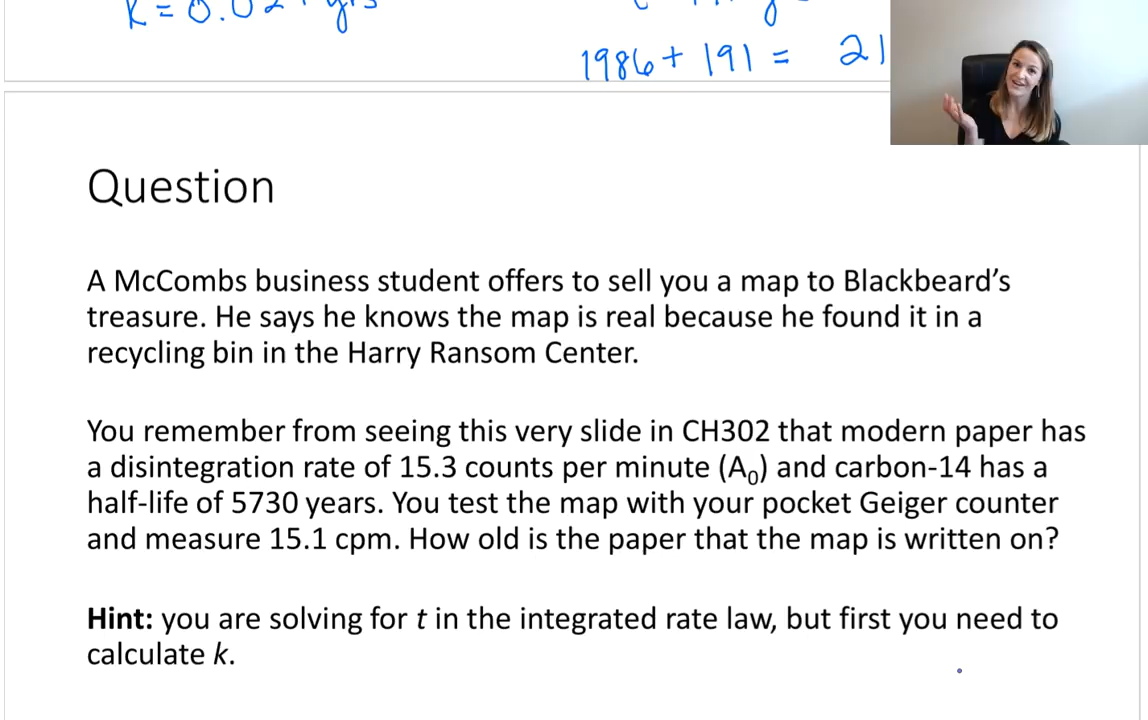 1986 + 191 =
Question
A McCombs business student offers to sell you a map to Blackbeard’s
treasure. He says he knows the map is real because he found it in a
recycling bin in the Harry Ransom Center.
You remember from seeing this very slide in CH302 that modern paper has
a disintegration rate of 15.3 counts per minute (A₀) and carbon-14 has a
half-life of 5730 years. You test the map with your pocket Geiger counter
and measure 15.1 cpm. How old is the paper that the map is written on?
Hint: you are solving for t in the integrated rate law, but first you need to
calculate k.